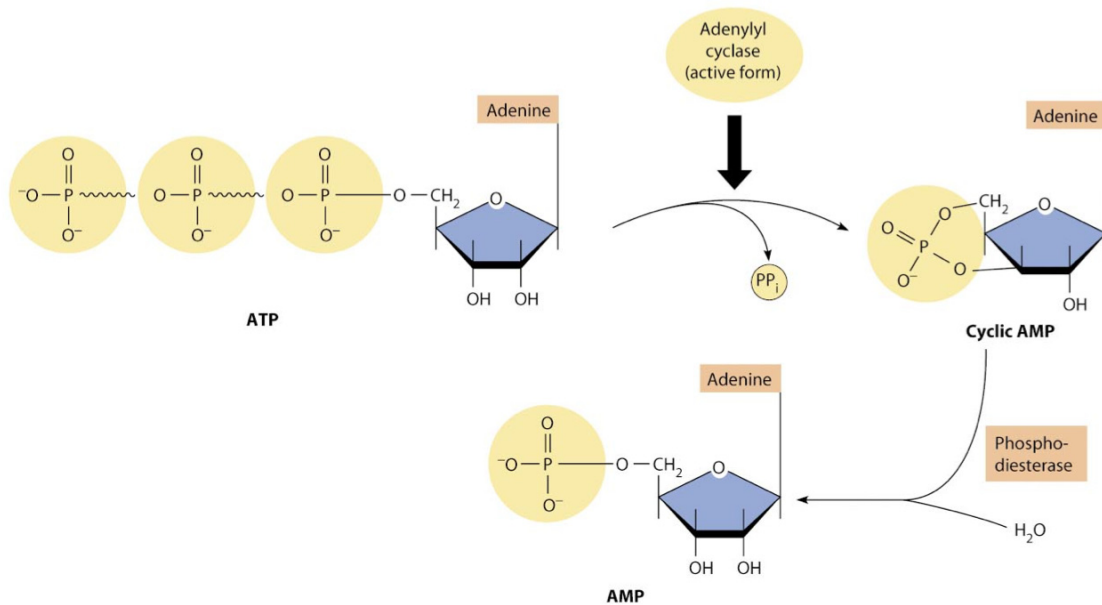 Adenylyl
cyclase
(active form)
Adenine
Adenine
O
O
O
⁻O
P
O
P
O
P
O
CH₂
O
O⁻
O⁻
O⁻
OH
OH
ATP
PPᵢ
O
CH₂
O
O
P
O⁻
O
OH
Cyclic AMP
Adenine
Phospho-
diesterase
H₂O
O
⁻O
P
O
CH₂
O
O⁻
OH
OH
AMP